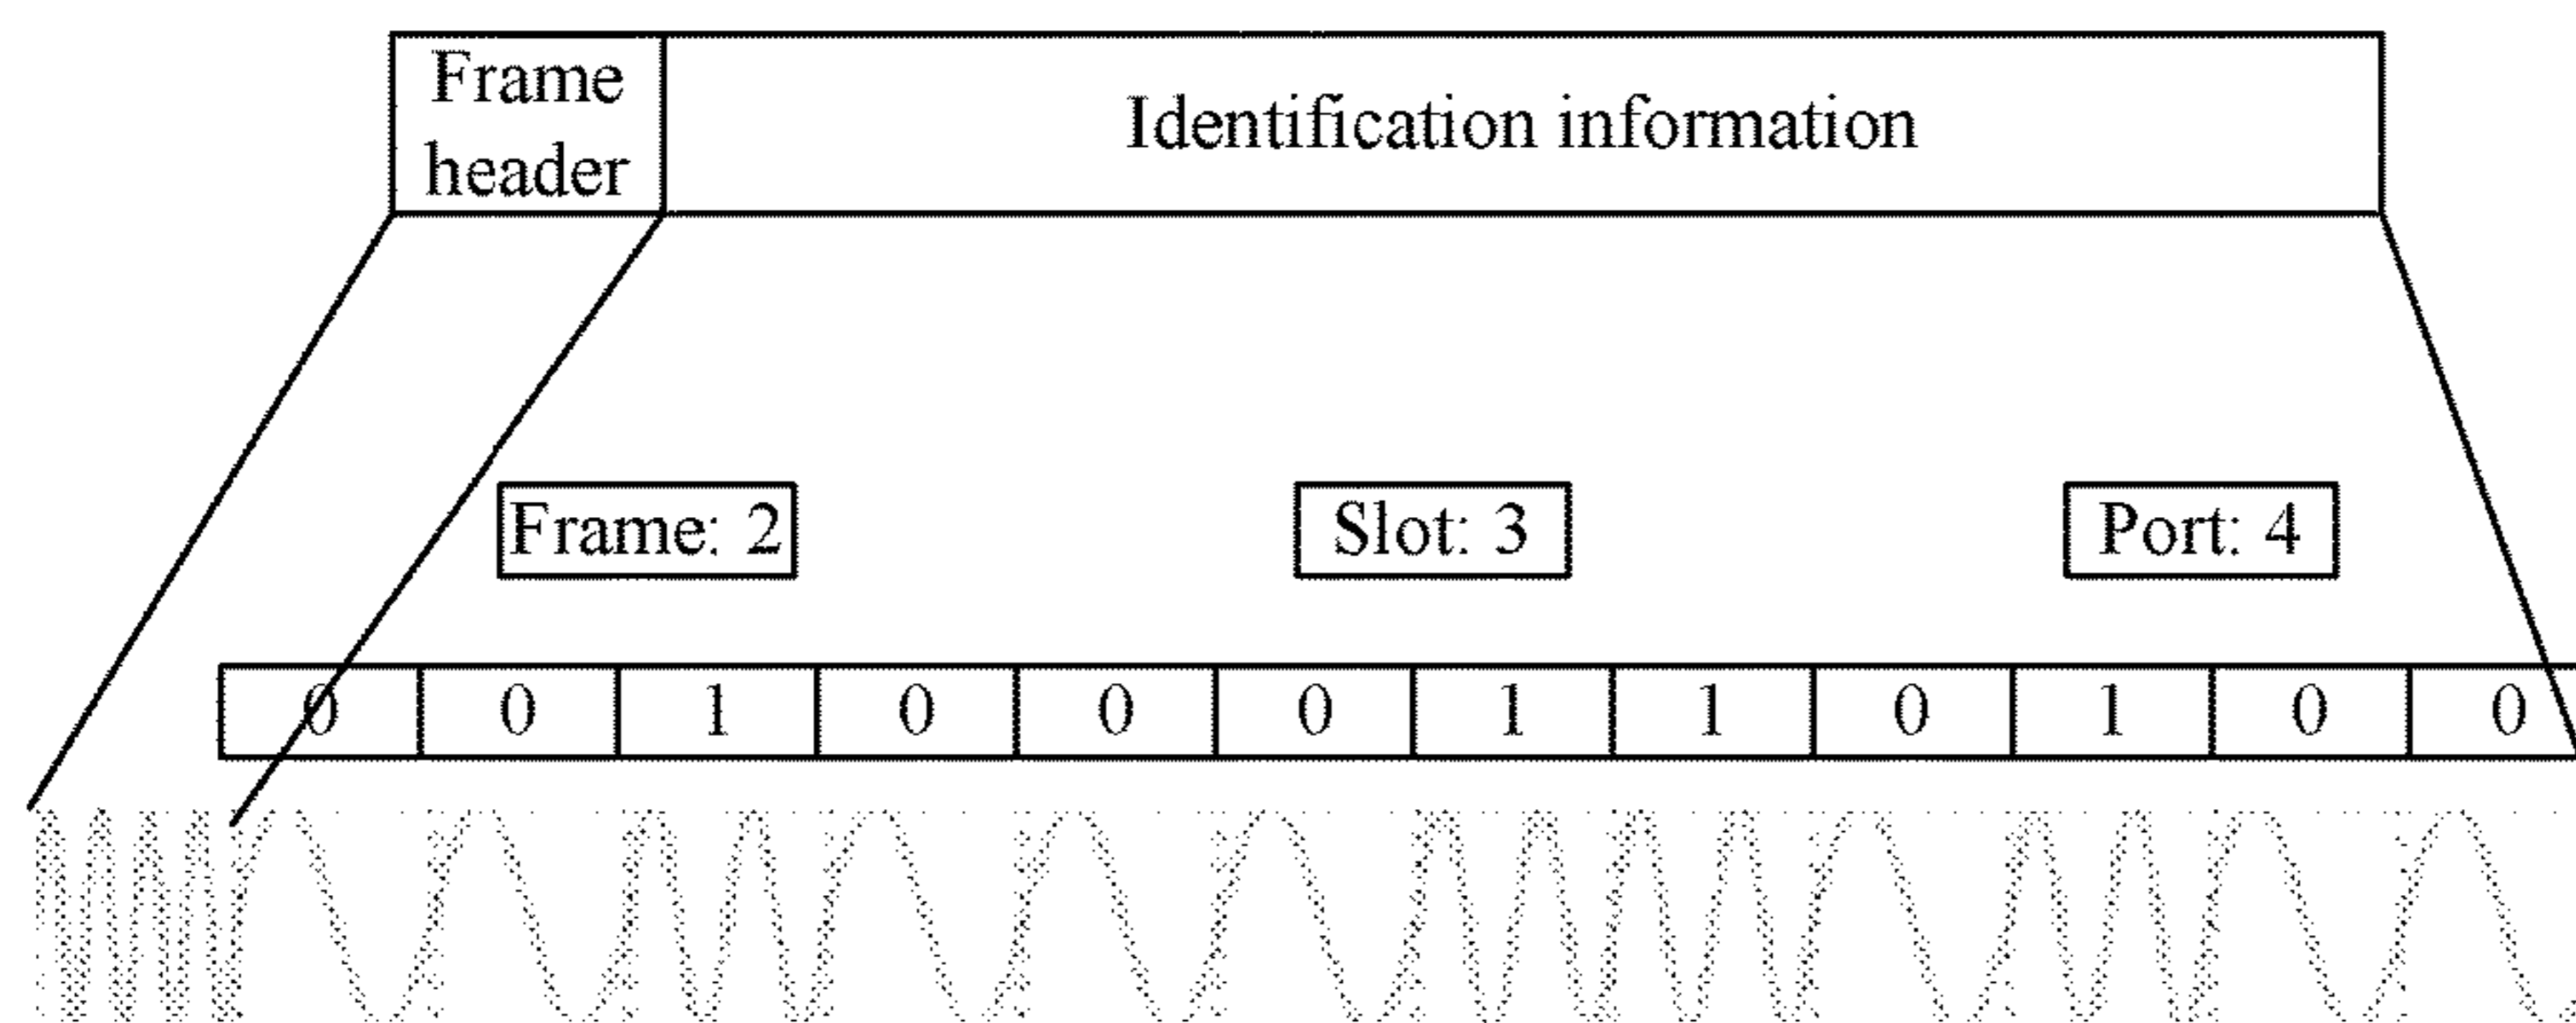 Frame
header
Identification information
Frame: 2
Slot: 3
Port: 4
0 0 1 0 0 0 1 1 0 1 0 0